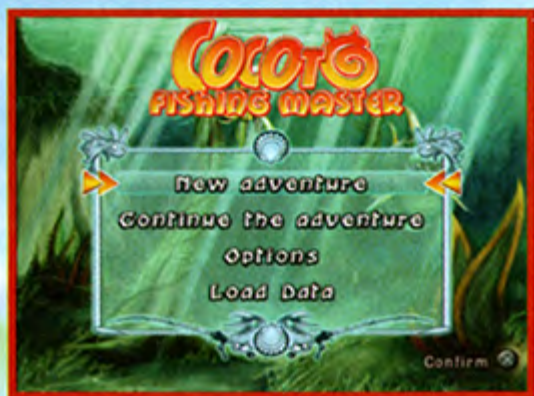 COCOTO
FISHING MASTER
New adventure
Continue the adventure
Options
Load Data
Confirm